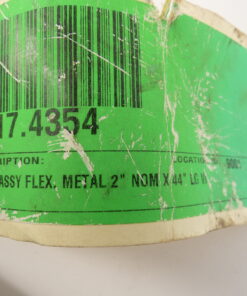 17.4354
RIPTION: LOCATION
ASSY FLEX, METAL 2" NOM X 44" LG